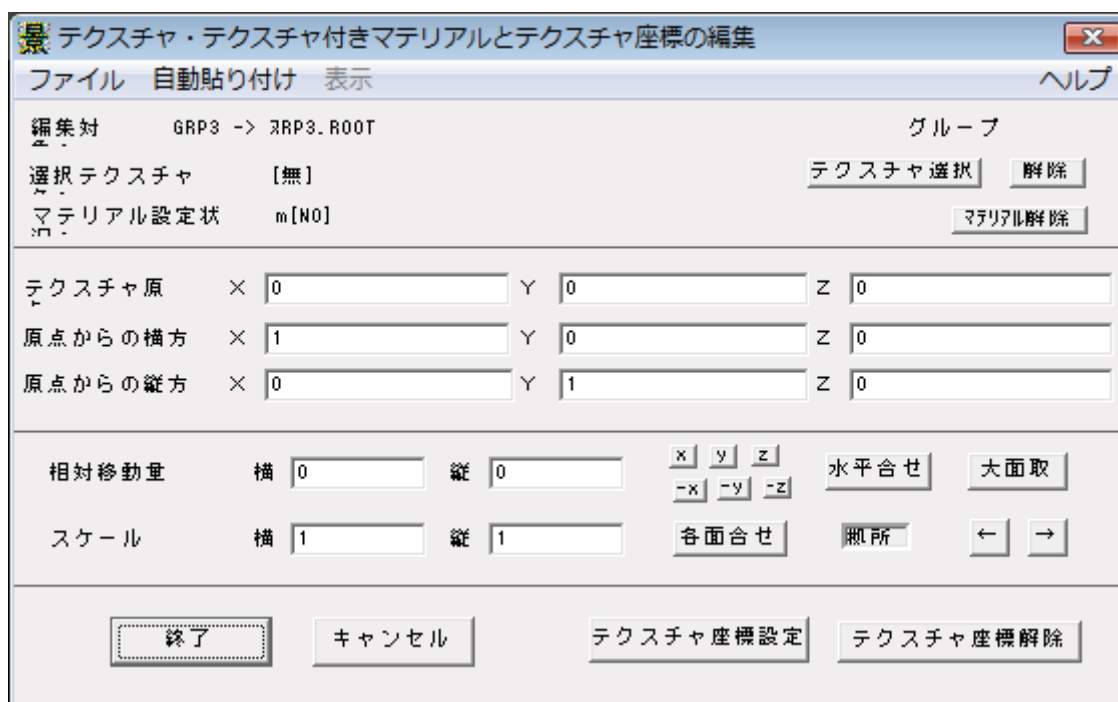 景 テクスチャ・テクスチャ付きマテリアルとテクスチャ座標の編集
ファイル 自動貼り付け 表示 ヘルプ
編集対 GRP3 -> RP3.ROOT グループ
選択テクスチャ [無] テクスチャ選択 解除
マテリアル設定状 m[NO] マテリアル解除
テクスチャ原 X 0 Y 0 Z 0
原点からの横方 X 1 Y 0 Z 0
原点からの縦方 X 0 Y 1 Z 0
x y z
相対移動量 横 0 縦 0 水平合せ 大面取
-x -y -z
スケール 横 1 縦 1 各面合せ ← →
終了 キャンセル テクスチャ座標設定 テクスチャ座標解除